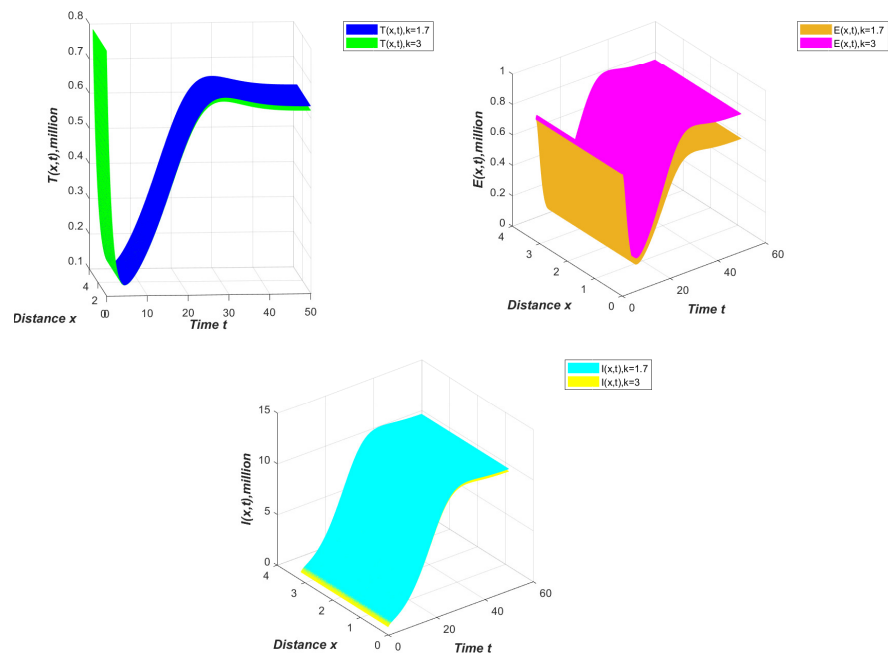 T(x,t),k=1.7
T(x,t),k=3
T(x,t),million
0.8
0.7
0.6
0.5
0.4
0.3
0.2
0.1
4
2
0
0 10 20 30 40 50
Distance x
Time t
E(x,t),k=1.7
E(x,t),k=3
E(x,t),million
1
0.8
0.6
0.4
0.2
0
4
3
2
1
0
0 20 40 60
Distance x
Time t
I(x,t),k=1.7
I(x,t),k=3
I(x,t),million
15
10
5
0
4
3
2
1
0
0 20 40 60
Distance x
Time t